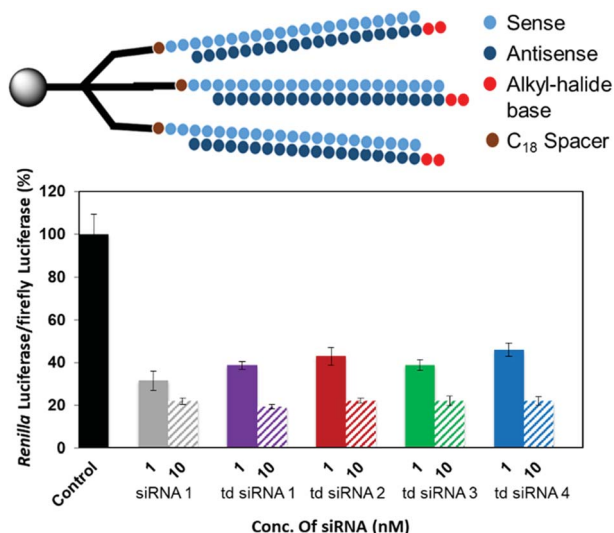 Sense
Antisense
Alkyl-halide
base
C18 Spacer
Renilla Luciferase/firefly Luciferase (%)
120
100
80
60
40
20
0
Control
1 10 1 10 1 10 1 10 1 10
siRNA 1 td siRNA 1 td siRNA 2 td siRNA 3 td siRNA 4
Conc. Of siRNA (nM)